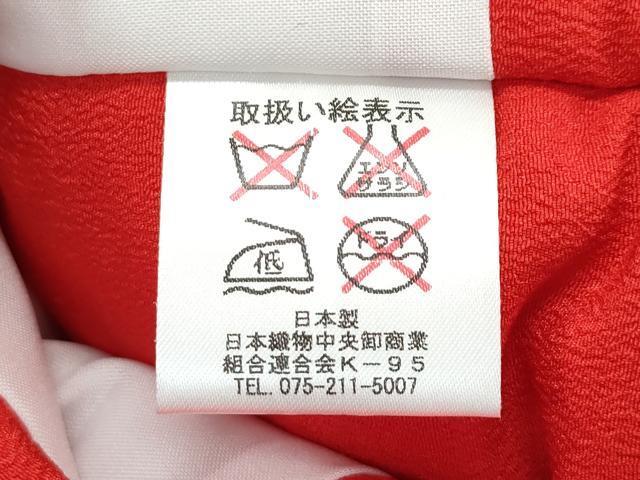 取扱い絵表示
エンソ
サラシ
低
ドライ
日本製
日本織物中央卸商業
組合連合会K-95
TEL. 075-211-5007